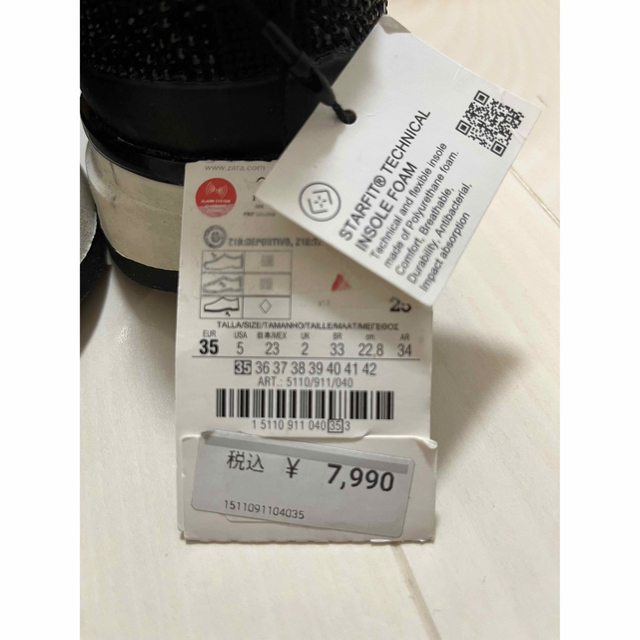 STARFIT® TECHNICAL
INSOLE FOAM
Technical and flexible insole
made of Polyurethane foam.
Comfort, Breathable,
Durability, Antibacterial,
Impact absorption
www.zara.com
25
TALLA/SIZE/TAMANHO/TAILLE/MAAT/ΜΕΓΕΘΟΣ
EUR USA MEX UK BR cm. AR
35 5 23 2 33 22,8 34
35 36 37 38 39 40 41 42
ART.: 5110/911/040
1 5110 911 040 35 3
税込 ¥ 7,990
1511091104035